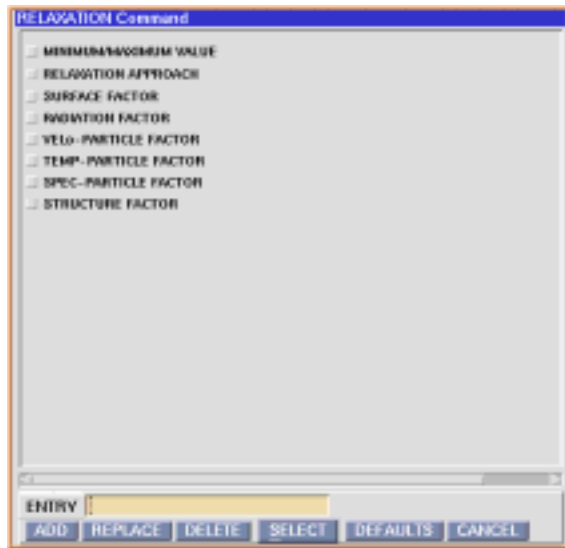 RELAXATION Command
MINIMUM/MAXIMUM VALUE
RELAXATION APPROACH
SURFACE FACTOR
RADIATION FACTOR
VELo-PARTICLE FACTOR
TEMP-PARTICLE FACTOR
SPEC-PARTICLE FACTOR
STRUCTURE FACTOR
ENTRY
ADD REPLACE DELETE SELECT DEFAULTS CANCEL